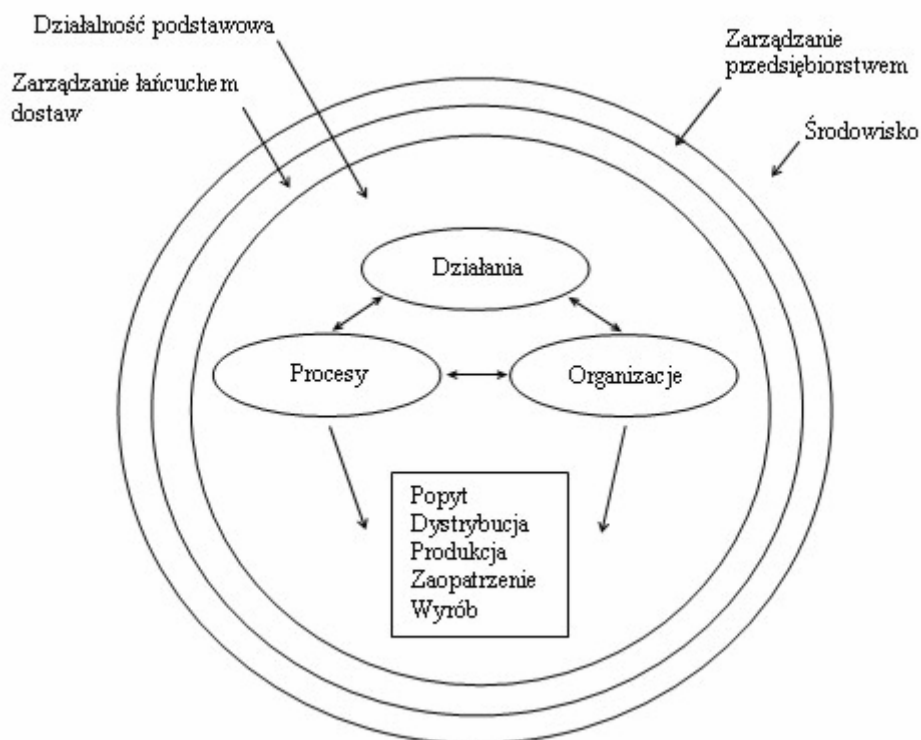 Działalność podstawowa
Zarządzanie łańcuchem
dostaw
Zarządzanie
przedsiębiorstwem
Środowisko
Działania
Procesy
Organizacje
Popyt
Dystrybucja
Produkcja
Zaopatrzenie
Wyrób